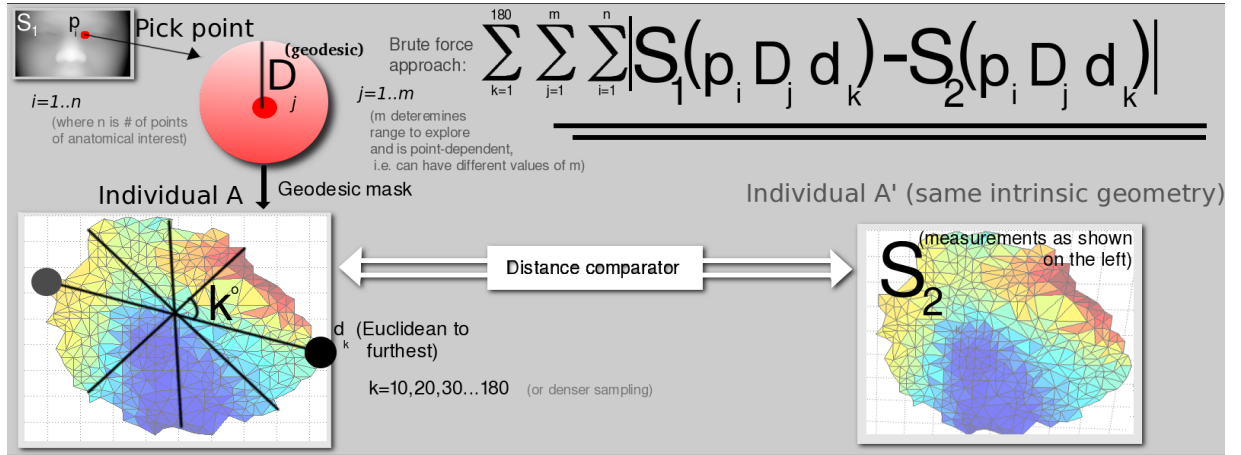 S1
pi
Pick point
(geodesic)
Dj
i=1..n
(where n is # of points
of anatomical interest)
j=1..m
(m deteremines
range to explore
and is point-dependent,
i.e. can have different values of m)
Brute force
approach:
180 m n
∑ ∑ ∑|S1(pi Dj dk)-S2(pi Dj dk)|
k=1 j=1 i=1
Individual A
Geodesic mask
Individual A' (same intrinsic geometry)
k°
Distance comparator
S2
(measurements as shown
on the left)
dk (Euclidean to
furthest)
k=10,20,30...180 (or denser sampling)